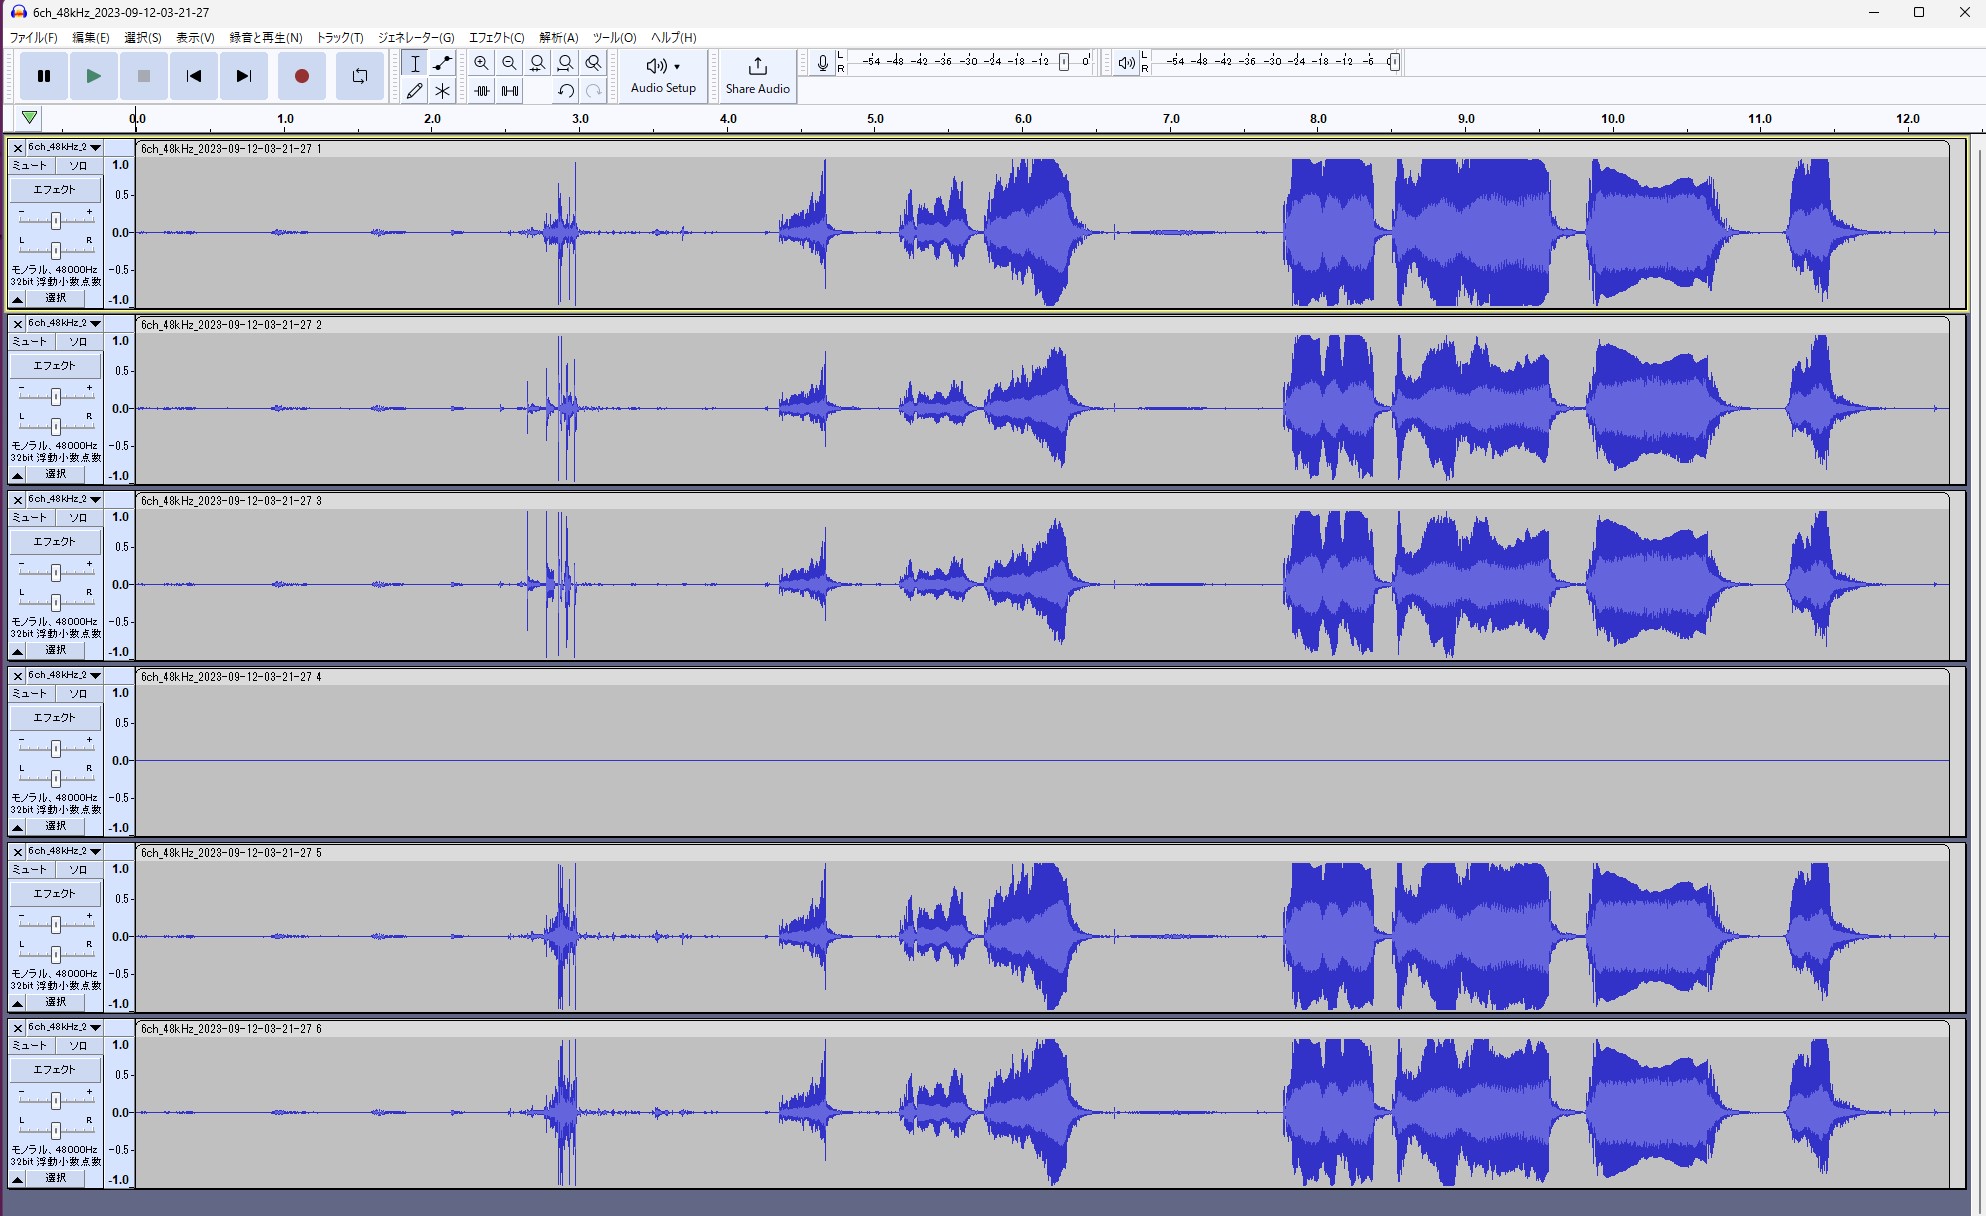 6ch_48kHz_2023-09-12-03-21-27
ファイル(F) 編集(E) 選択(S) 表示(V) 録音と再生(N) トラック(T) ジェネレーター(G) エフェクト(C) 解析(A) ツール(O) ヘルプ(H)
Audio Setup
Share Audio
L
R
-54 -48 -42 -36 -30 -24 -18 -12 0
L
R
-54 -48 -42 -36 -30 -24 -18 -12 -6 0
0.0 1.0 2.0 3.0 4.0 5.0 6.0 7.0 8.0 9.0 10.0 11.0 12.0
6ch_48kHz_2
6ch_48kHz_2023-09-12-03-21-27 1
ミュート ソロ
エフェクト
- +
L R
モノラル、48000Hz
32bit 浮動小数点数
選択
1.0
0.5-
0.0-
-0.5-
-1.0
6ch_48kHz_2
6ch_48kHz_2023-09-12-03-21-27 2
ミュート ソロ
エフェクト
- +
L R
モノラル、48000Hz
32bit 浮動小数点数
選択
1.0
0.5-
0.0-
-0.5-
-1.0
6ch_48kHz_2
6ch_48kHz_2023-09-12-03-21-27 3
ミュート ソロ
エフェクト
- +
L R
モノラル、48000Hz
32bit 浮動小数点数
選択
1.0
0.5-
0.0-
-0.5-
-1.0
6ch_48kHz_2
6ch_48kHz_2023-09-12-03-21-27 4
ミュート ソロ
エフェクト
- +
L R
モノラル、48000Hz
32bit 浮動小数点数
選択
1.0
0.5-
0.0-
-0.5-
-1.0
6ch_48kHz_2
6ch_48kHz_2023-09-12-03-21-27 5
ミュート ソロ
エフェクト
- +
L R
モノラル、48000Hz
32bit 浮動小数点数
選択
1.0
0.5-
0.0-
-0.5-
-1.0
6ch_48kHz_2
6ch_48kHz_2023-09-12-03-21-27 6
ミュート ソロ
エフェクト
- +
L R
モノラル、48000Hz
32bit 浮動小数点数
選択
1.0
0.5-
0.0-
-0.5-
-1.0